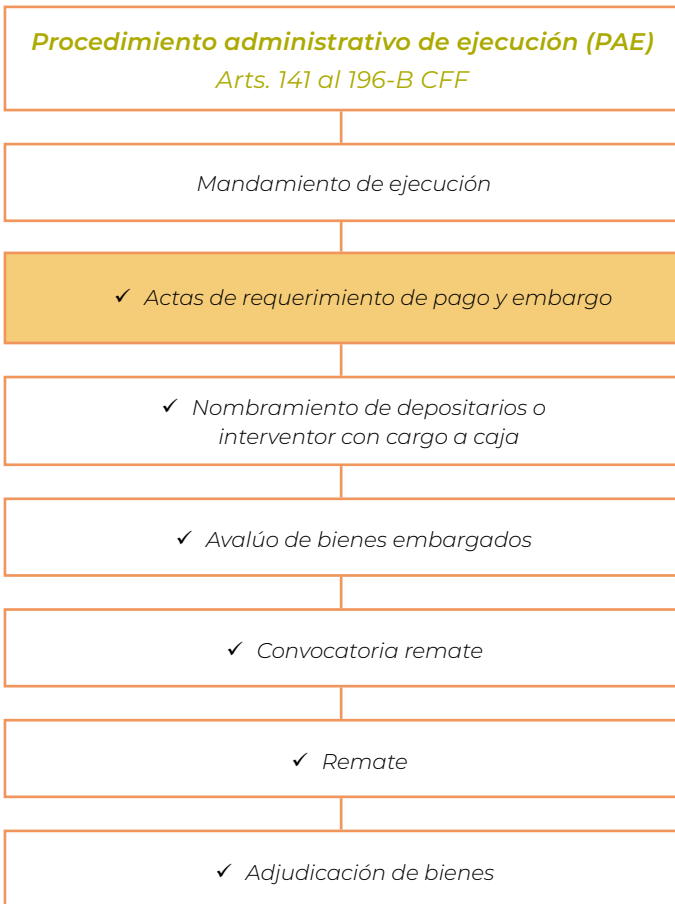 Procedimiento administrativo de ejecución (PAE)
Arts. 141 al 196-B CFF
Mandamiento de ejecución
✓ Actas de requerimiento de pago y embargo
✓ Nombramiento de depositarios o
interventor con cargo a caja
✓ Avalúo de bienes embargados
✓ Convocatoria remate
✓ Remate
✓ Adjudicación de bienes